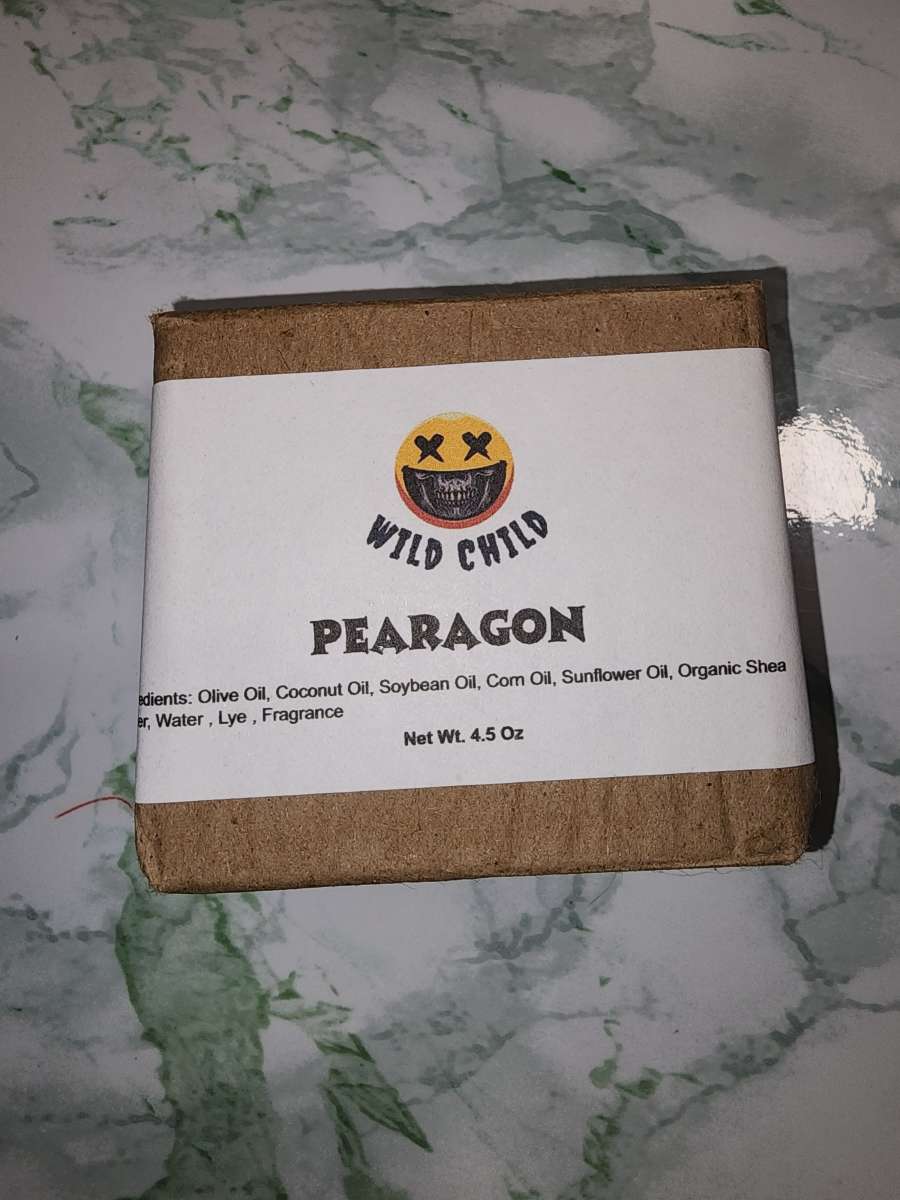 WILD CHILD
PEARAGON
edients: Olive Oil, Coconut Oil, Soybean Oil, Corn Oil, Sunflower Oil, Organic Shea
er, Water , Lye , Fragrance
Net Wt. 4.5 Oz